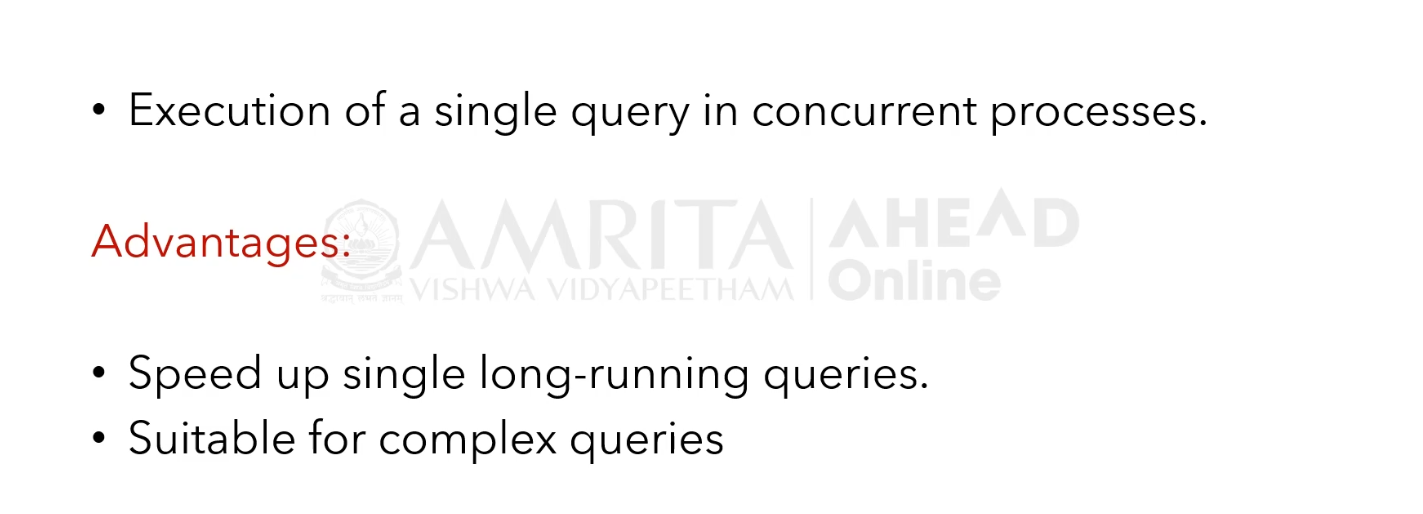 • Execution of a single query in concurrent processes.
Advantages:
AMRITA
VISHWA VIDYAPEETHAM
AHEAD
Online
• Speed up single long-running queries.
• Suitable for complex queries